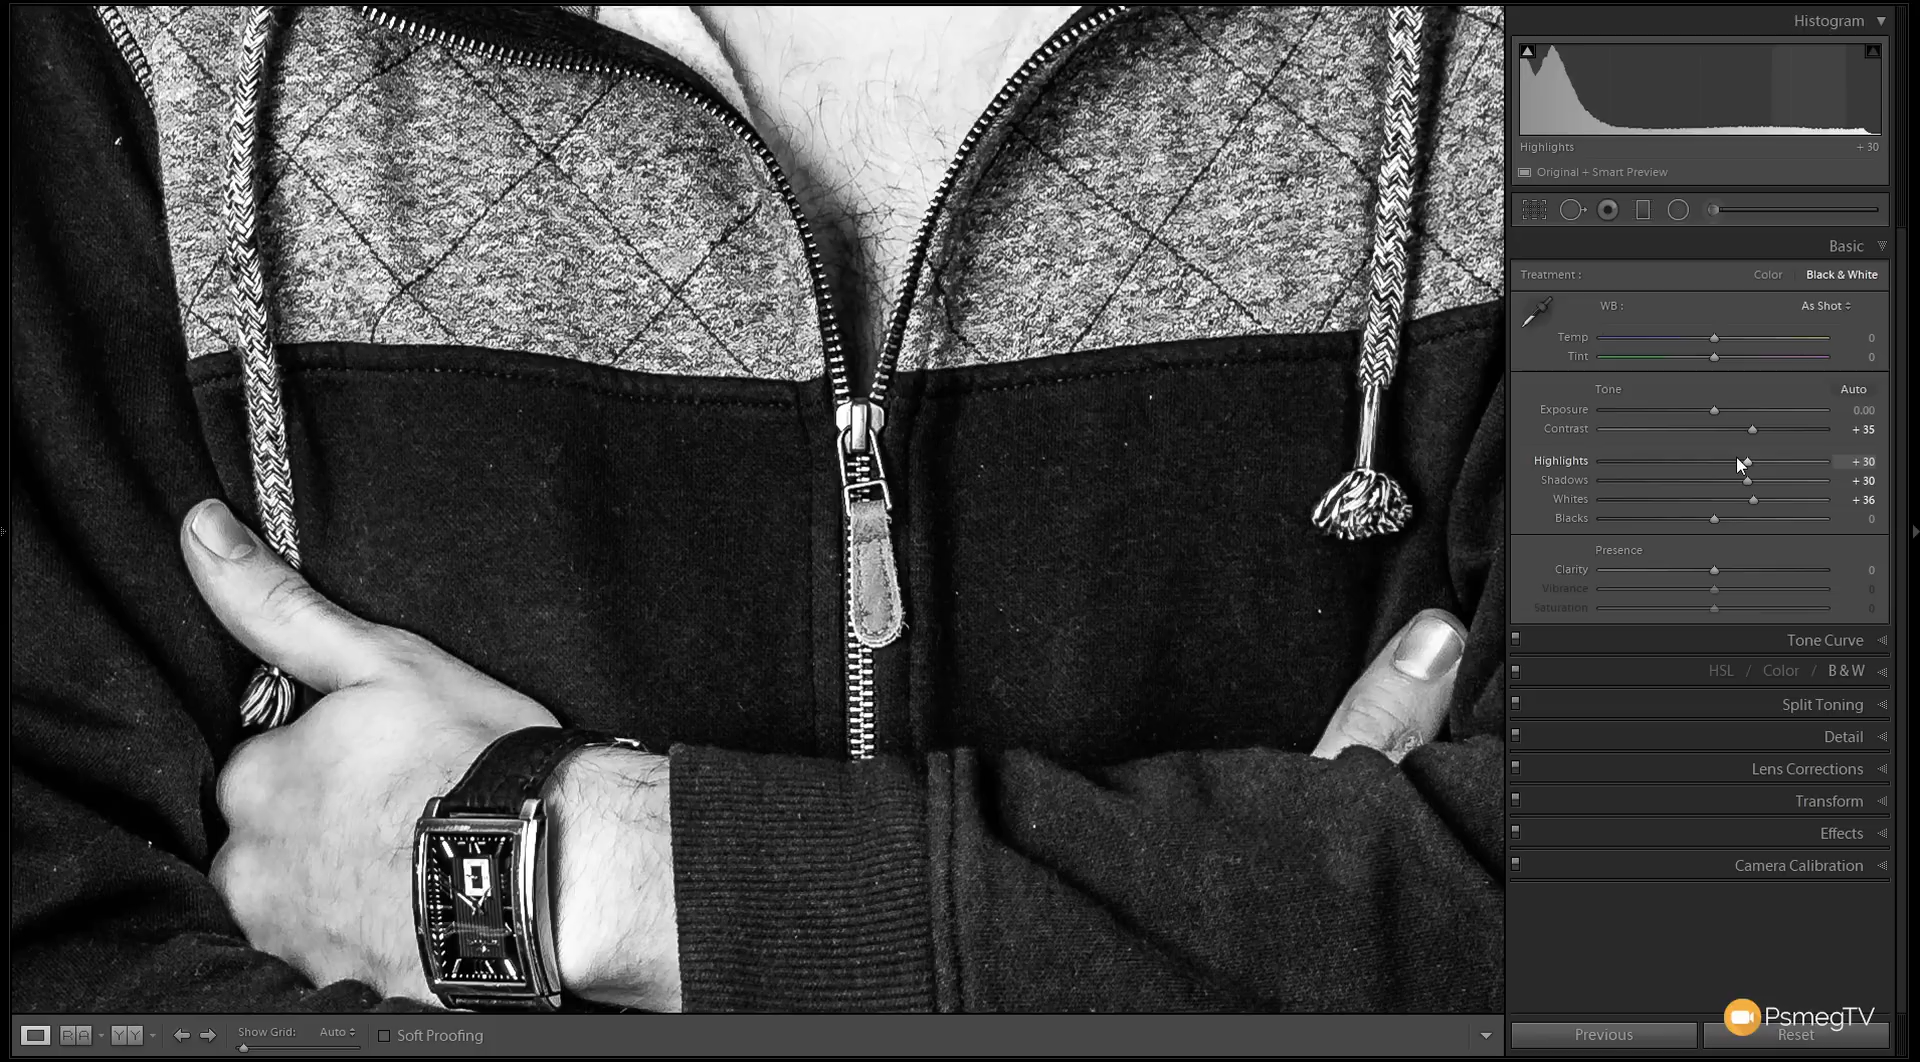 Histogram
Highlights + 30
Original + Smart Preview
Basic
Treatment : Color Black & White
WB : As Shot
Temp 0
Tint 0
Tone Auto
Exposure 0.00
Contrast + 35
Highlights + 30
Shadows + 30
Whites + 36
Blacks 0
Presence
Clarity 0
Vibrance 0
Saturation 0
Tone Curve
HSL / Color / B & W
Split Toning
Detail
Lens Corrections
Transform
Effects
Camera Calibration
PsmegTV
R A Y Y Show Grid: Auto Soft Proofing
Previous Reset